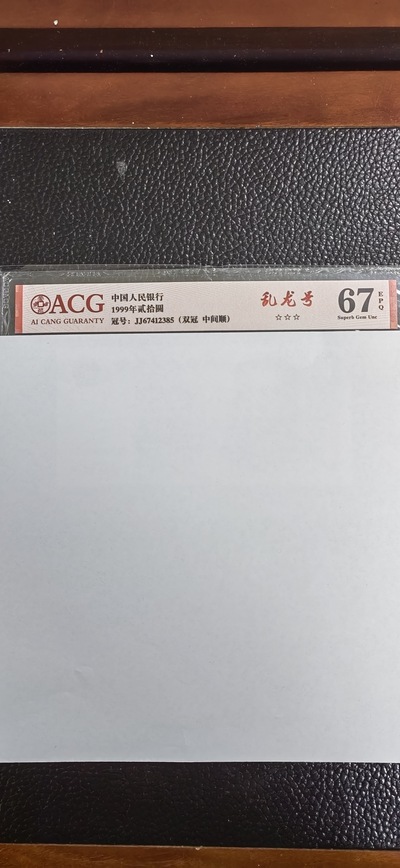 ACG
AI CANG GUARANTY
中国人民银行
1999年贰拾圆
冠号：JJ67412385（双冠 中间顺）
乱龙号
☆☆☆
67
EPQ
Superb Gem Unc